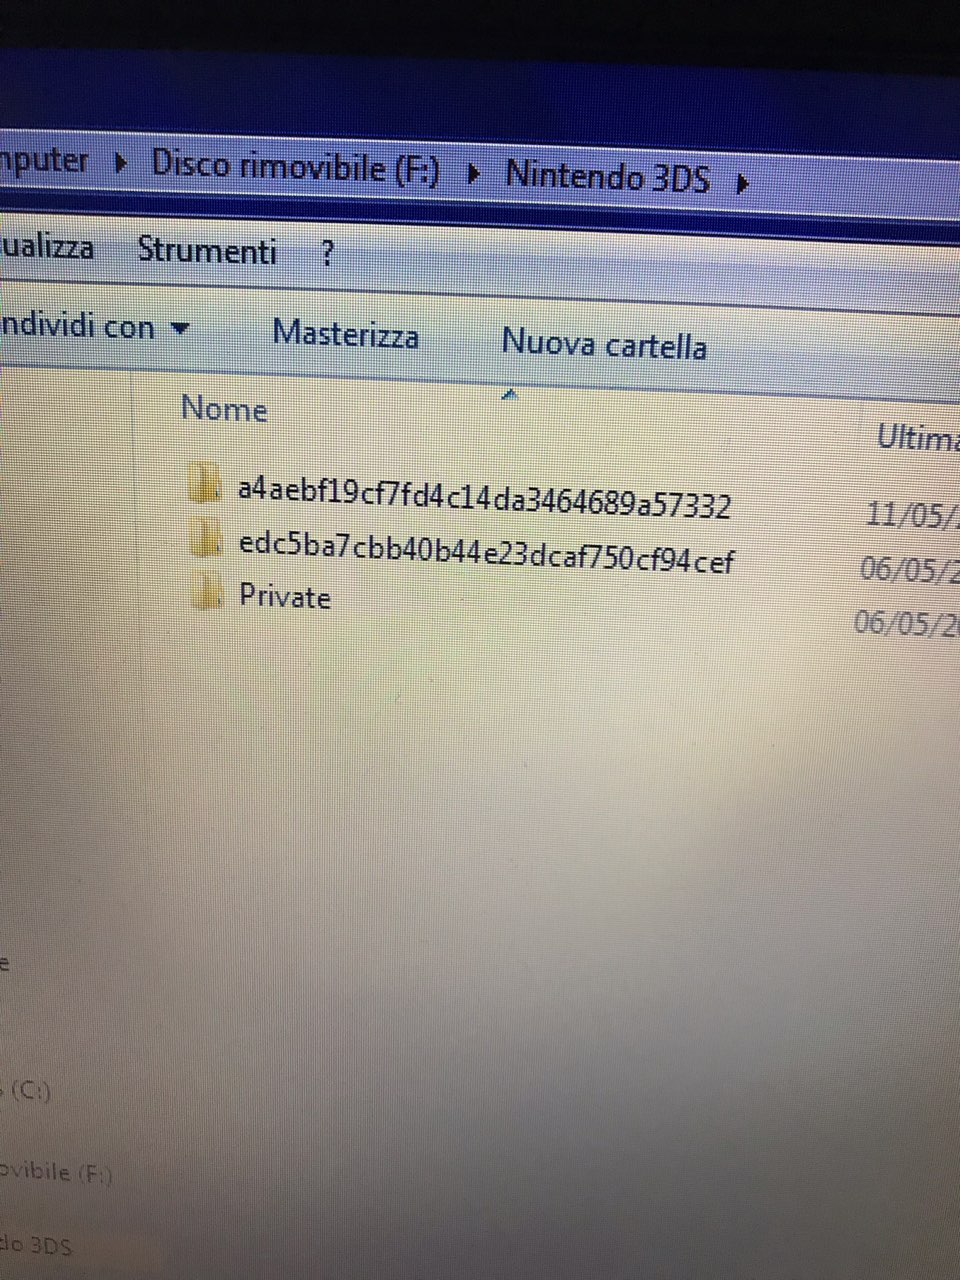 mputer ▸ Disco rimovibile (F:) ▸ Nintendo 3DS ▸
ualizza Strumenti ?
ndividi con Masterizza Nuova cartella
Nome Ultima
a4aebf19cf7fd4c14da3464689a57332 11/05/2
edc5ba7cbb40b44e23dcaf750cf94cef 06/05/2
Private 06/05/20
e
(C:)
ovibile (F:)
do 3DS